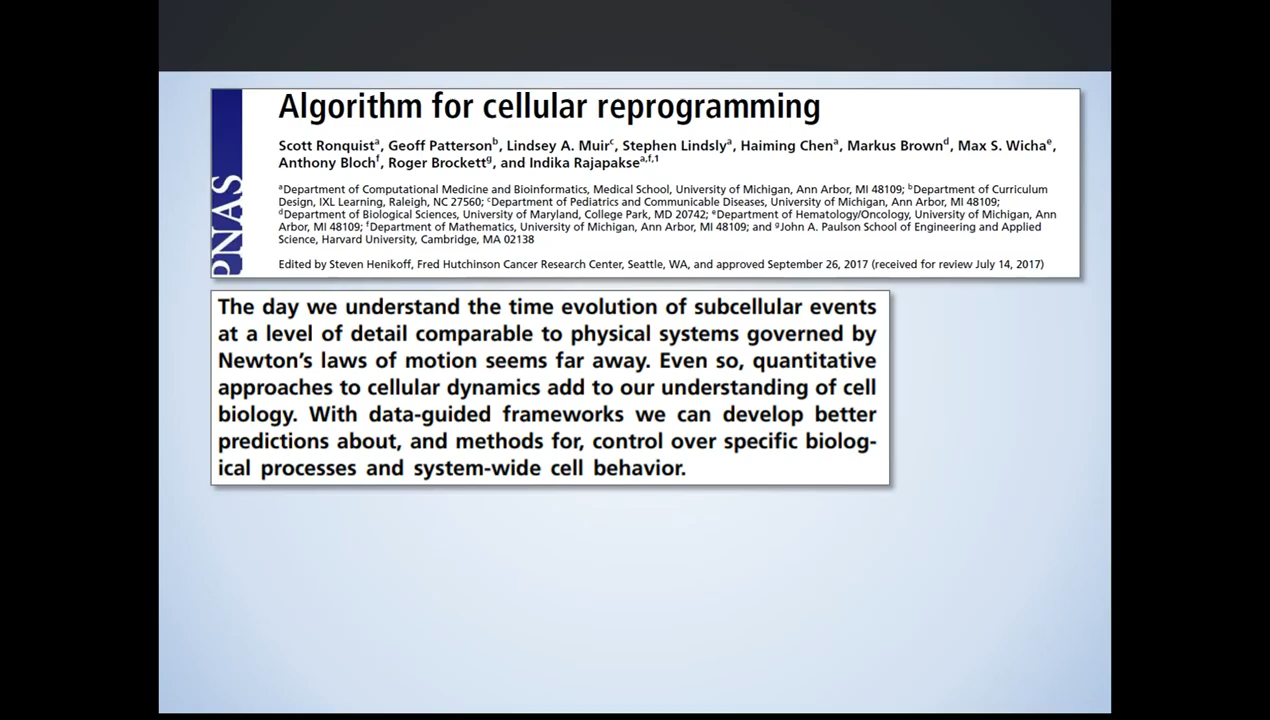 Algorithm for cellular reprogramming
Scott Ronquistᵃ, Geoff Pattersonᵇ, Lindsey A. Muirᶜ, Stephen Lindslyᵃ, Haiming Chenᵃ, Markus Brownᵈ, Max S. Wichaᵉ,
Anthony Blochᶠ, Roger Brockettᵍ, and Indika Rajapakseᵃ,ᶠ,¹
ᵃDepartment of Computational Medicine and Bioinformatics, Medical School, University of Michigan, Ann Arbor, MI 48109; ᵇDepartment of Curriculum
Design, IXL Learning, Raleigh, NC 27560; ᶜDepartment of Pediatrics and Communicable Diseases, University of Michigan, Ann Arbor, MI 48109;
ᵈDepartment of Biological Sciences, University of Maryland, College Park, MD 20742; ᵉDepartment of Hematology/Oncology, University of Michigan, Ann
Arbor, MI 48109; ᶠDepartment of Mathematics, University of Michigan, Ann Arbor, MI 48109; and ᵍJohn A. Paulson School of Engineering and Applied
Science, Harvard University, Cambridge, MA 02138
Edited by Steven Henikoff, Fred Hutchinson Cancer Research Center, Seattle, WA, and approved September 26, 2017 (received for review July 14, 2017)
PNAS
The day we understand the time evolution of subcellular events
at a level of detail comparable to physical systems governed by
Newton's laws of motion seems far away. Even so, quantitative
approaches to cellular dynamics add to our understanding of cell
biology. With data-guided frameworks we can develop better
predictions about, and methods for, control over specific biolog-
ical processes and system-wide cell behavior.